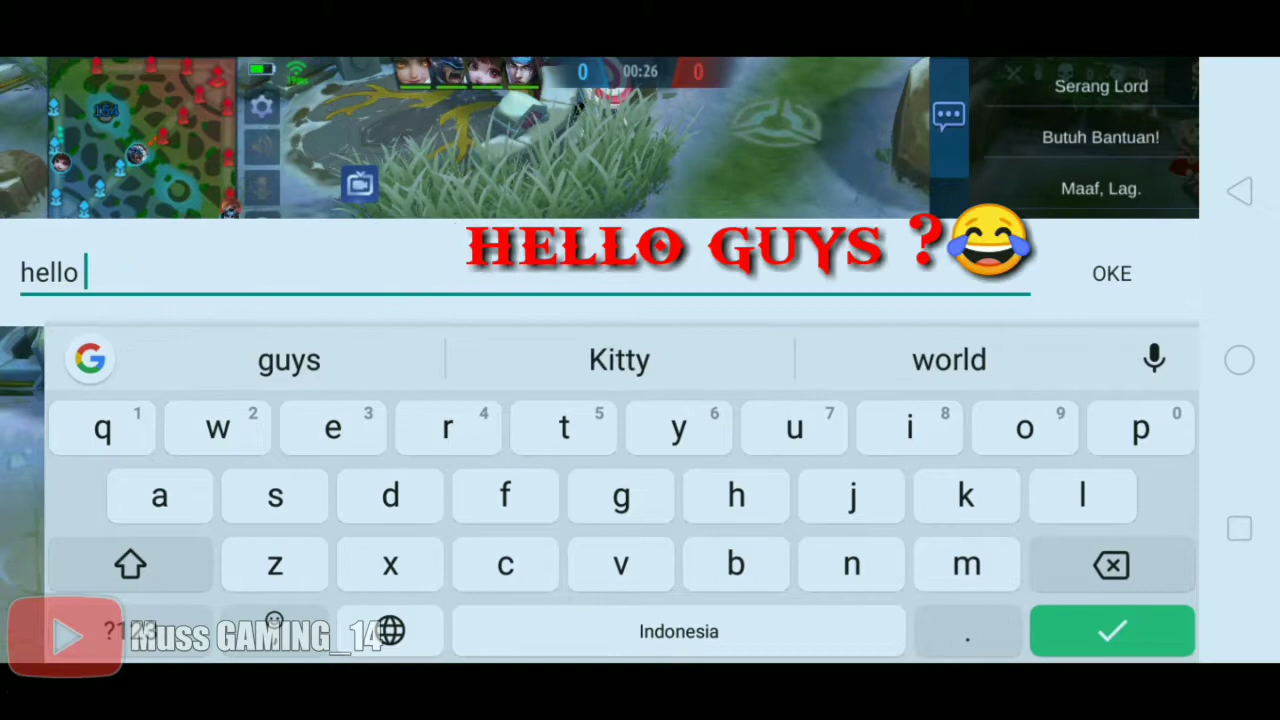 0 00:26 0
Serang Lord
Butuh Bantuan!
Maaf, Lag.
HELLO GUYS ?😂
hello
OKE
guys Kitty world
q 1 w 2 e 3 r 4 t 5 y 6 u 7 i 8 o 9 p 0
a s d f g h j k l
z x c v b n m
?123 Indonesia .
Muss GAMING_14